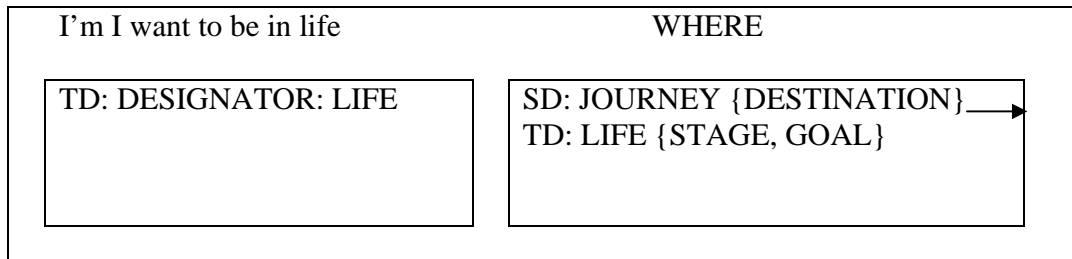 I'm I want to be in life WHERE
TD: DESIGNATOR: LIFE
SD: JOURNEY {DESTINATION}
TD: LIFE {STAGE, GOAL}